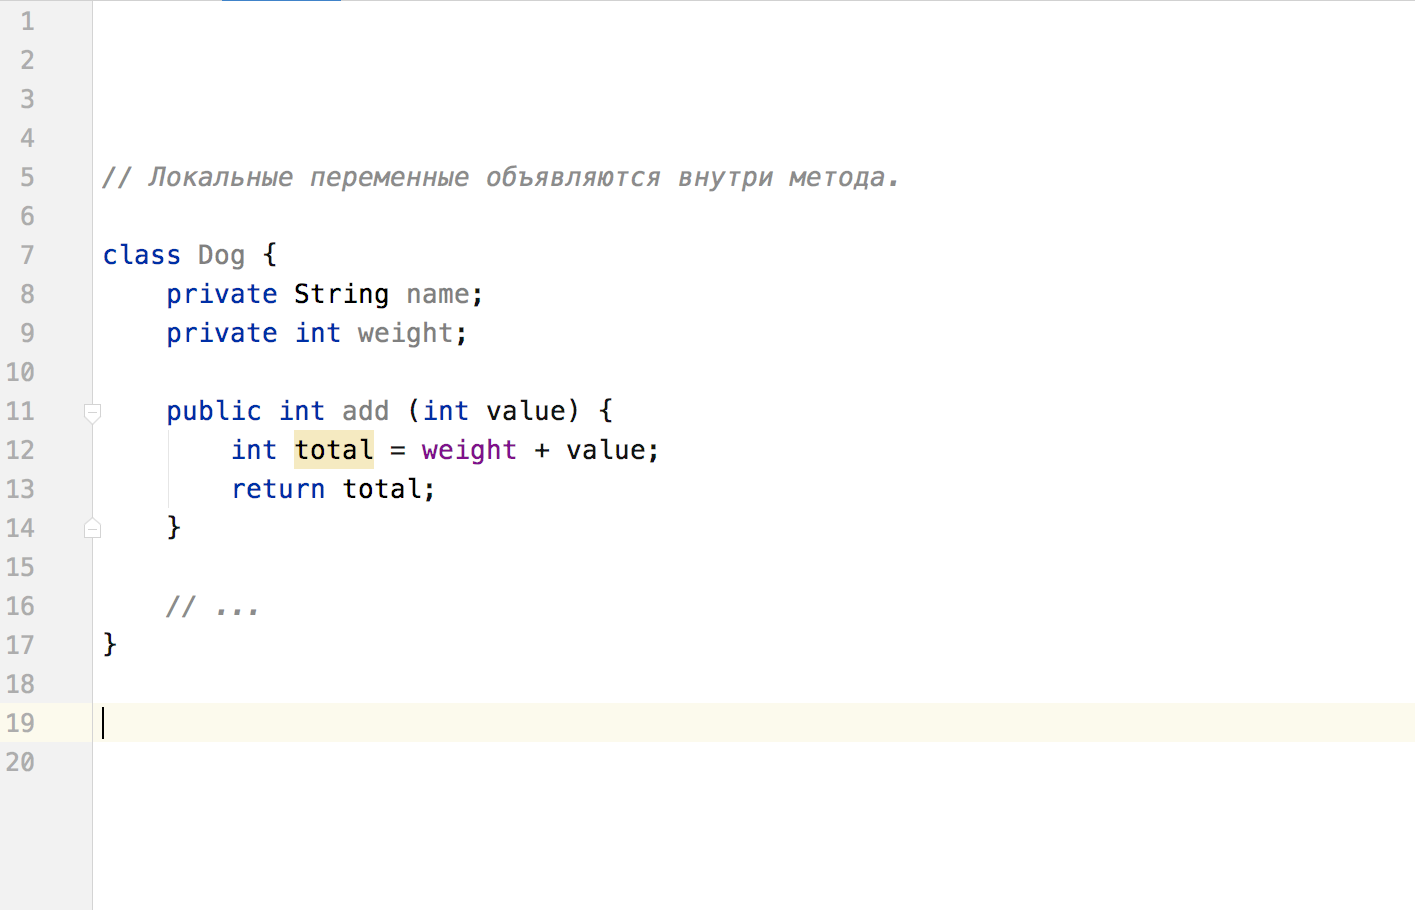 1
2
3
4
5 // Локальные переменные объявляются внутри метода.
6
7 class Dog {
8 private String name;
9 private int weight;
10
11 public int add (int value) {
12 int total = weight + value;
13 return total;
14 }
15
16 // ...
17 }
18
19
20